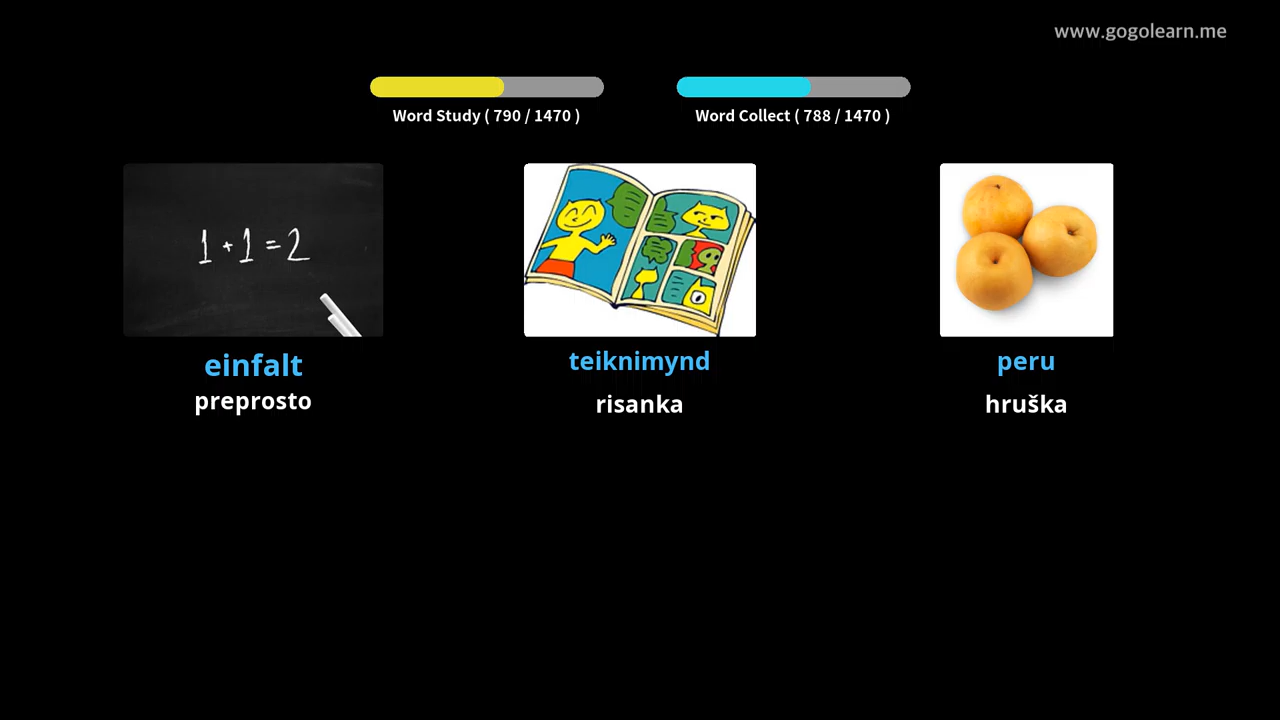 www.gogolearn.me
Word Study ( 790 / 1470 )
Word Collect ( 788 / 1470 )
1 + 1 = 2
einfalt
preprosto
teiknimynd
risanka
peru
hruška